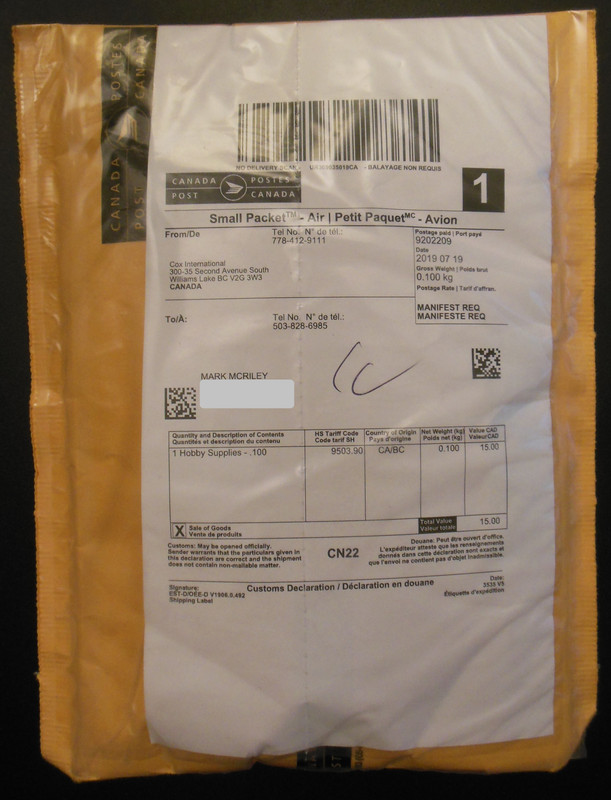 CANADA POSTES
POST CANADA
NO DELIVERY SCAN - - BALAYAGE NON REQUIS
CANADA POSTES
POST CANADA
1
Small Packet™ - Air | Petit Paquet MC - Avion
From/De
Tel No. N° de tél.:
778-412-9111
Cox International
300-35 Second Avenue South
Williams Lake BC V2G 3W3
CANADA
Postage paid | Port payé
9202209
Date
2019 07 19
Gross Weight | Poids brut
0.100 kg
Postage Rate | Tarif d'affran.
MANIFEST REQ
MANIFESTE REQ
To/À:
Tel No. N° de tél.:
503-828-6985
MARK MCRILEY
Quantity and Description of Contents HS Tariff Code Country of Origin Net Weight (kg) Value CAD
Quantités et description du contenu Code tarif SH Pays d'origine Poids net (kg) Valeur/CAD
1 Hobby Supplies - .100 9503.90 CA/BC 0.100 15.00
Total Value 15.00
Valeur totale
X Sale of Goods
Vente de produits
Customs: May be opened officially.
Sender warrants that the particulars given in
this declaration are correct and the shipment
does not contain non-mailable matter.
CN22
Douane: Peut être ouvert d'office.
L'expéditeur atteste que les renseignements
donnés dans cette déclaration sont exacts et
que l'envoi ne contient pas d'objet inadmissible.
Signature: Customs Declaration / Déclaration en douane Date:
EST-D/OEE-D V1906.0.492 3535 V5
Shipping Label Étiquette d'expédition